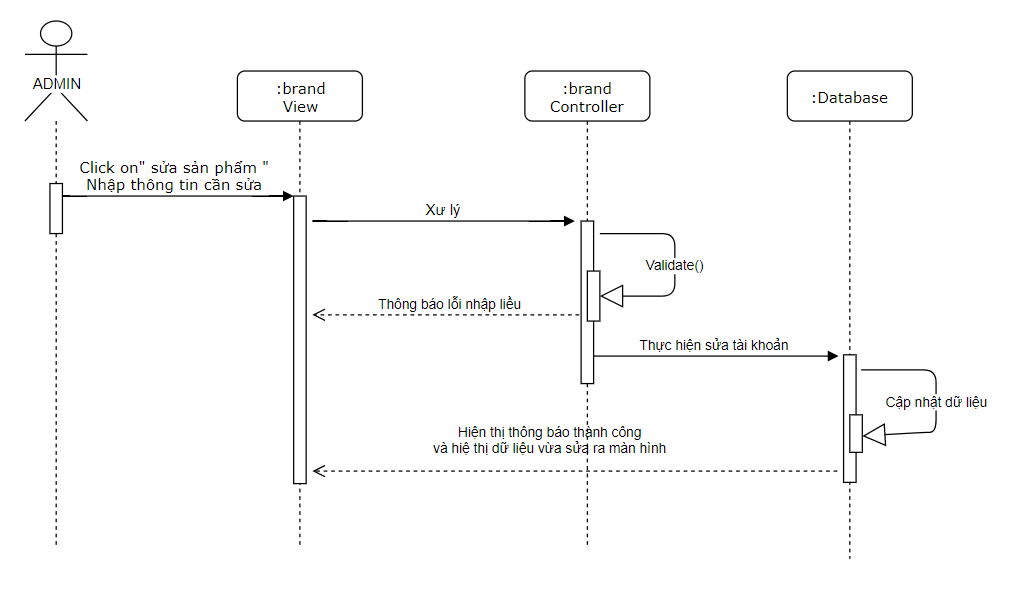 ADMIN
:brand
View
:brand
Controller
:Database
Click on" sửa sản phẩm "
Nhập thông tin cần sửa
Xư lý
Validate()
Thông báo lỗi nhập liều
Thực hiện sửa tài khoản
Cập nhật dữ liệu
Hiện thị thông báo thành công
và hiệ thị dữ liệu vừa sửa ra màn hình